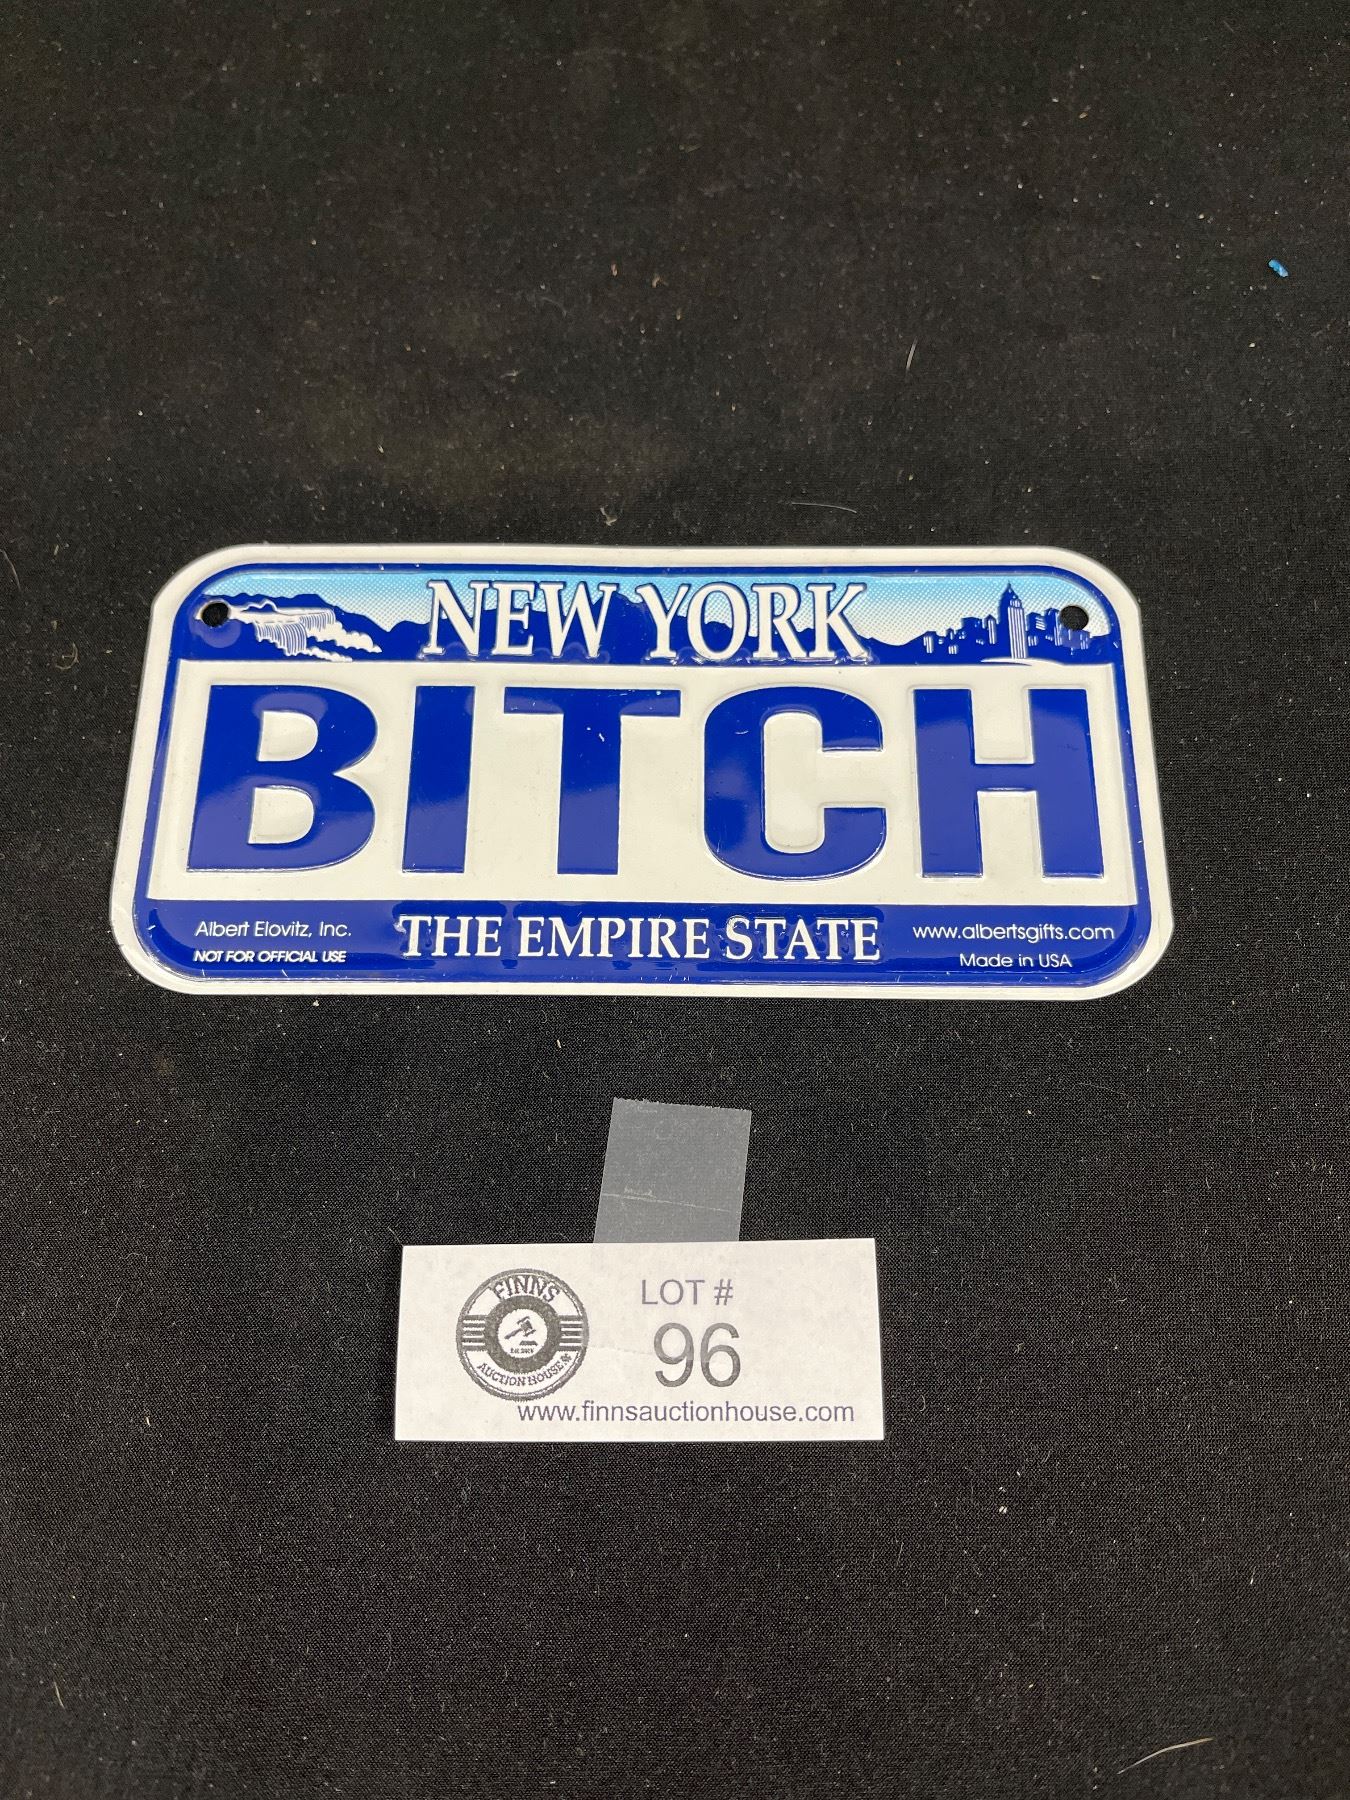 NEW YORK
BITCH
Albert Elovitz, Inc.
NOT FOR OFFICIAL USE
THE EMPIRE STATE
www.albertsgifts.com
Made in USA
FINNS
AUCTION HOUSE
LOT #
96
www.finnsauctionhouse.com